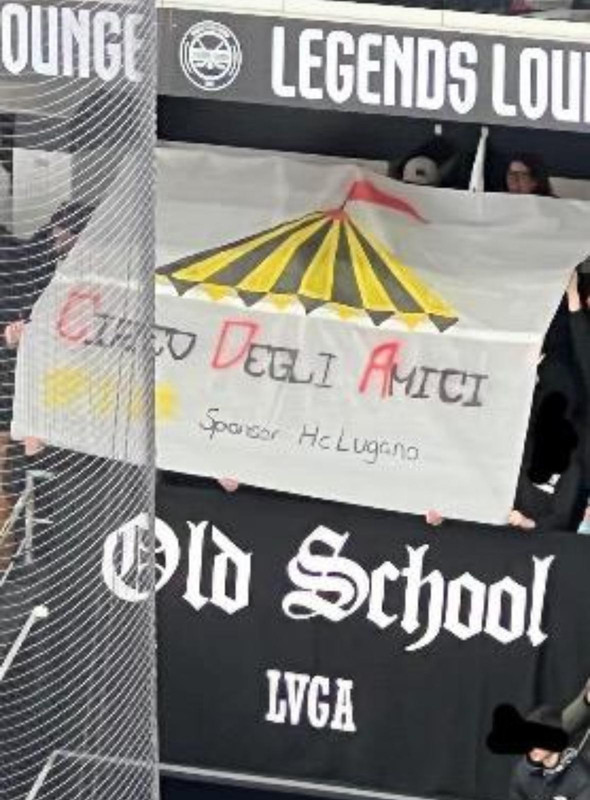 OUNGE
LEGENDS LOU
CIRCO DEGLI AMICI
Sponsor Hc Lugano
Old School
LVGA